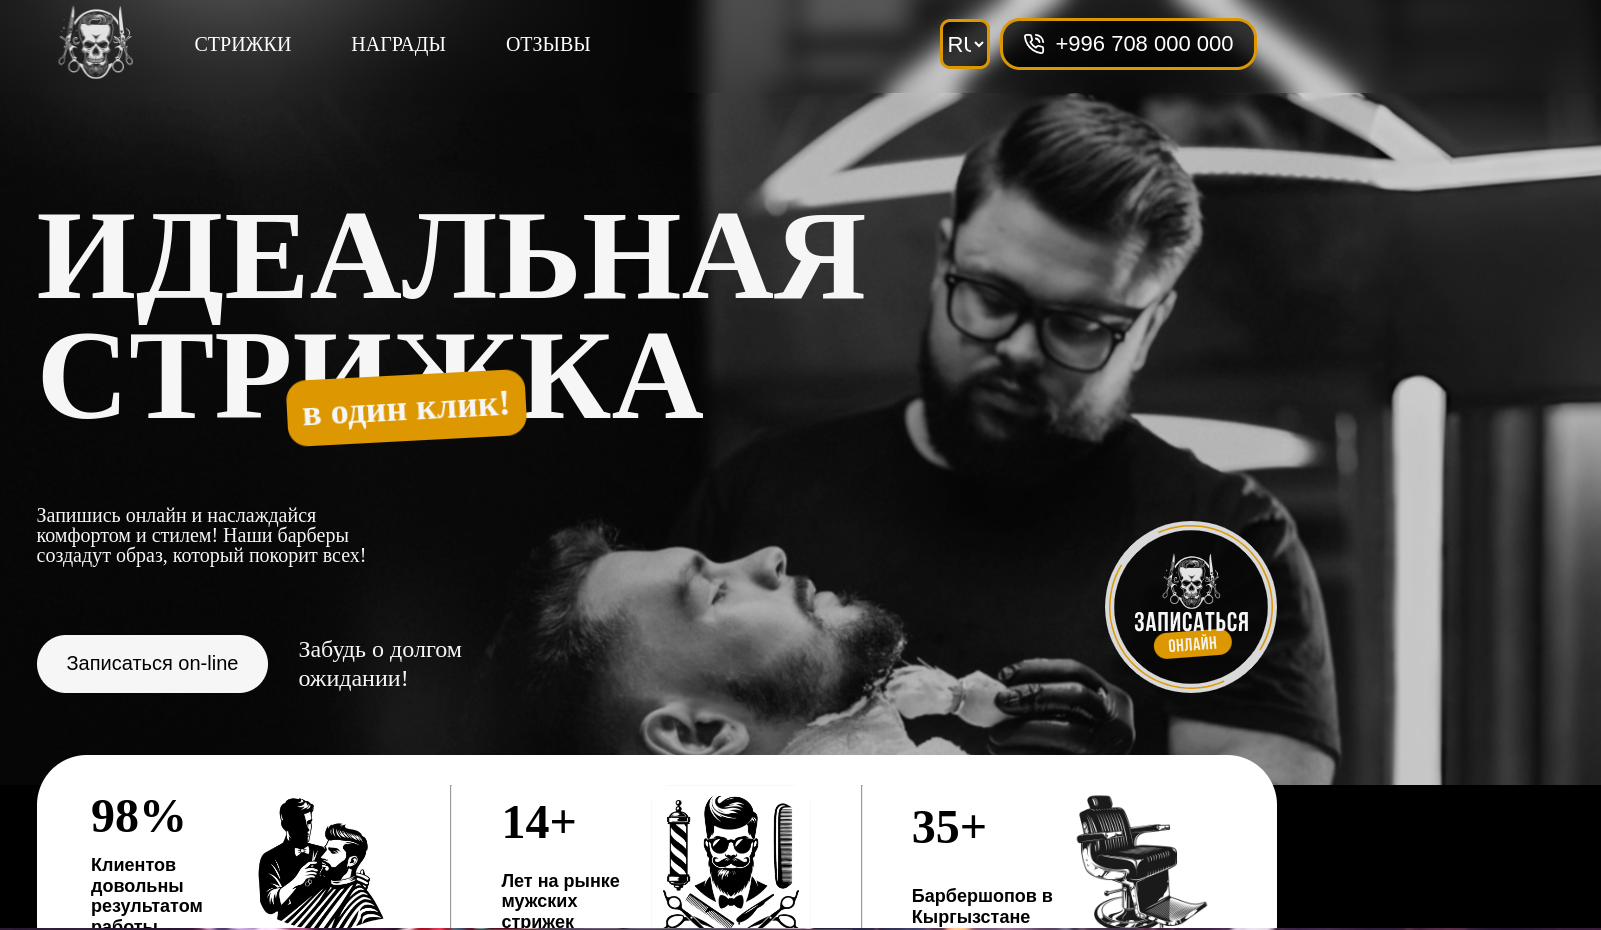 СТРИЖКИ
НАГРАДЫ
ОТЗЫВЫ
RU
+996 708 000 000
ИДЕАЛЬНАЯ
СТРИЖКА
в один клик!
Запишись онлайн и наслаждайся
комфортом и стилем! Наши барберы
создадут образ, который покорит всех!
Записаться on-line
Забудь о долгом
ожидании!
ЗАПИСАТЬСЯ
ОНЛАЙН
98%
Клиентов
довольны
результатом
работы
14+
Лет на рынке
мужских
стрижек
35+
Барбершопов в
Кыргызстане